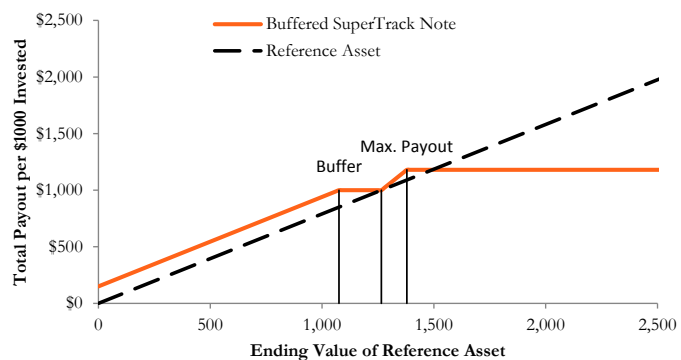 $2,500
Buffered SuperTrack Note
Reference Asset
$2,000
$1,500
Max. Payout
Buffer
$1,000
$500
$0
0
500
1,000
1,500
2,000
2,500
Total Payout per $1000 Invested
Ending Value of Reference Asset